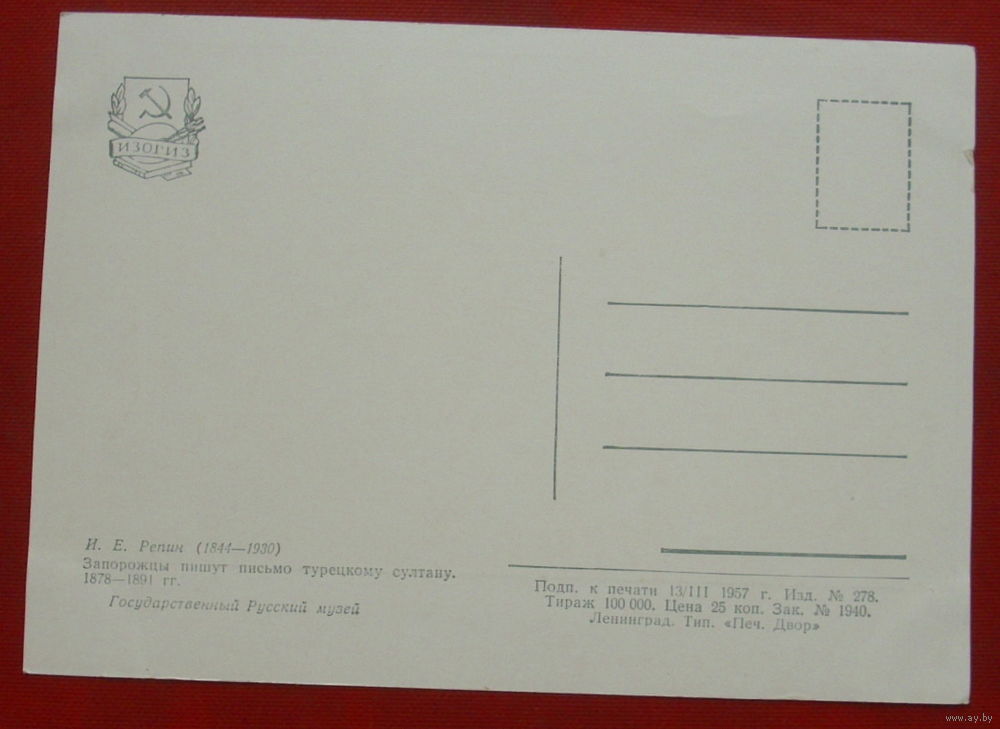 ИЗОГИЗ
И. Е. Репин (1844—1930)
Запорожцы пишут письмо турецкому султану.
1878—1891 гг.
Государственный Русский музей
Подп. к печати 13/III 1957 г. Изд. № 278.
Тираж 100 000. Цена 25 коп. Зак. № 1940.
Ленинград. Тип. «Печ. Двор»
www.ay.by